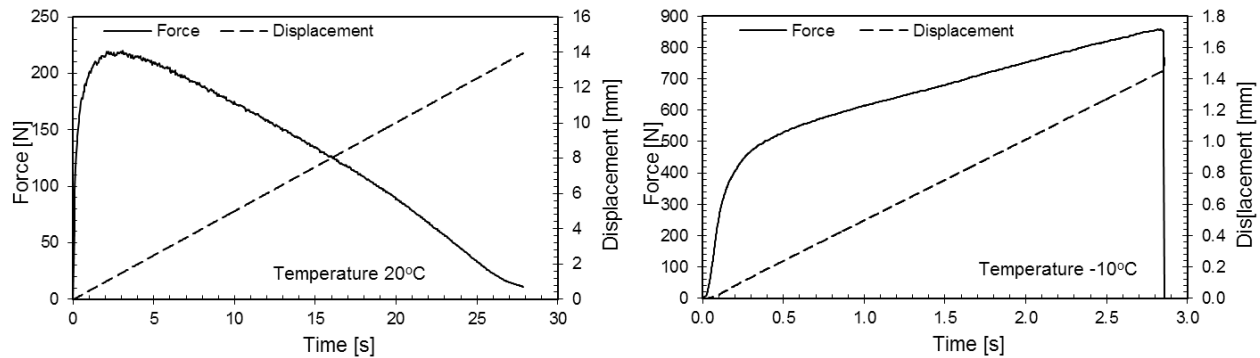 250
200
150
100
50
0
Force [N]
Force
Displacement
16
14
12
10
8
6
4
2
0
Displacement [mm]
Temperature 20°C
0 5 10 15 20 25 30
Time [s]
900
800
700
600
500
400
300
200
100
0
Force [N]
Force
Displacement
1.8
1.6
1.4
1.2
1.0
0.8
0.6
0.4
0.2
0.0
Dis[lacement [mm]
Temperature -10°C
0.0 0.5 1.0 1.5 2.0 2.5 3.0
Time [s]